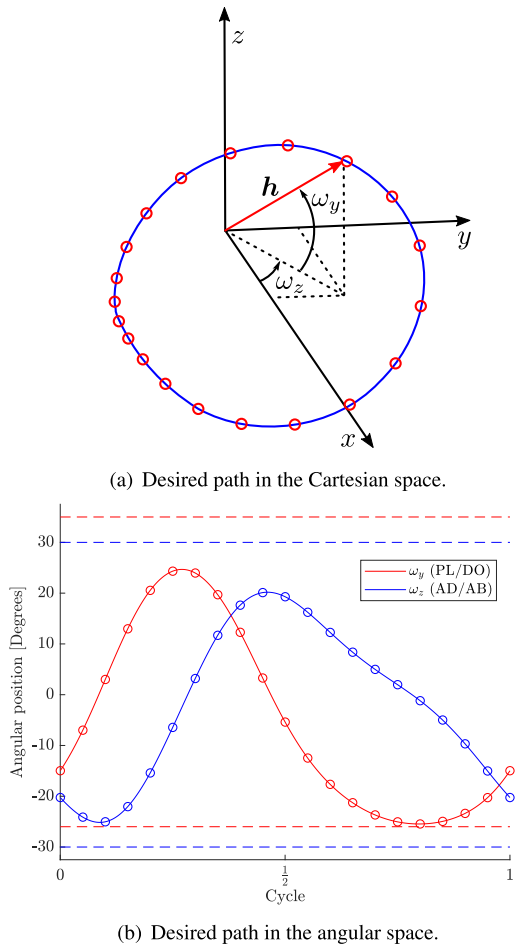 z
h
ω_y
y
ω_z
x
(a) Desired path in the Cartesian space.
Angular position [Degrees]
30
20
10
0
-10
-20
-30
ω_y (PL/DO)
ω_z (AD/AB)
0
1/2
1
Cycle
(b) Desired path in the angular space.